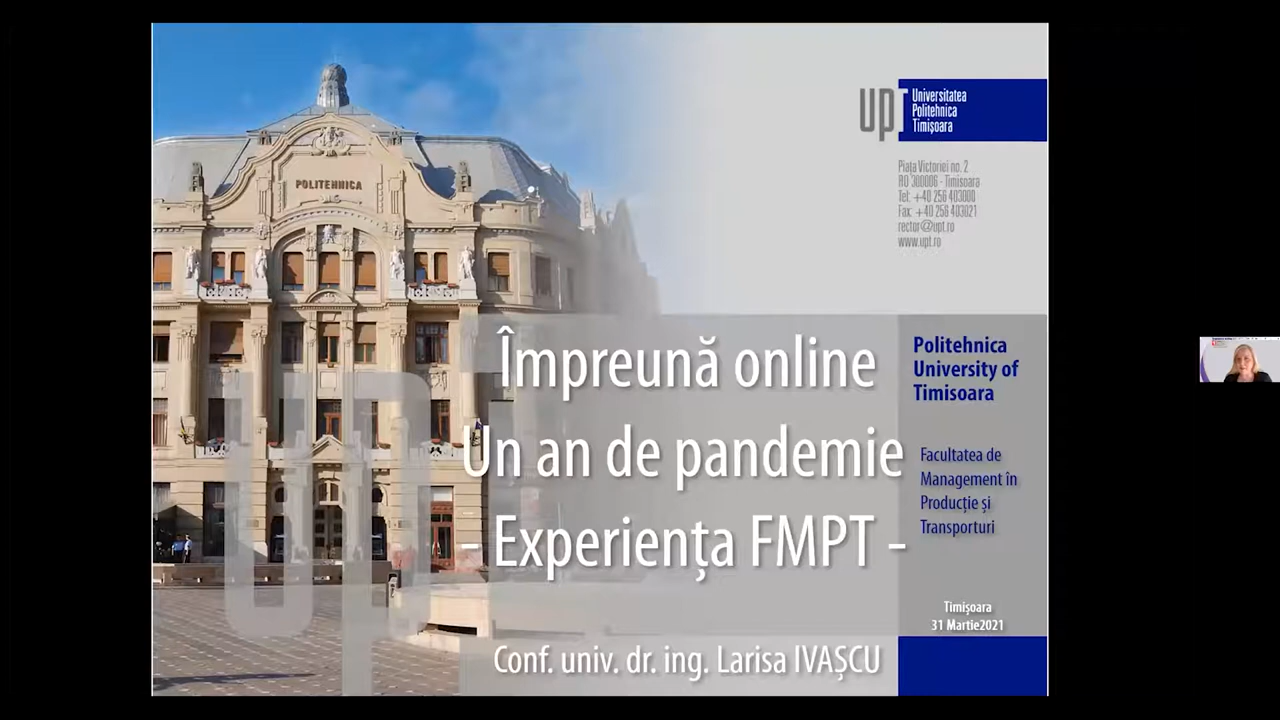 POLITEHNICA
upt
Universitatea
Politehnica
Timișoara
Piața Victoriei no. 2
RO 300006 - Timisoara
Tel: +40 256 403000
Fax: +40 256 403021
rector@upt.ro
www.upt.ro
Împreună online
Un an de pandemie
- Experiența FMPT -
Politehnica
University of
Timisoara
Facultatea de
Management în
Producție și
Transporturi
Timișoara
31 Martie2021
Conf. univ. dr. ing. Larisa IVAȘCU